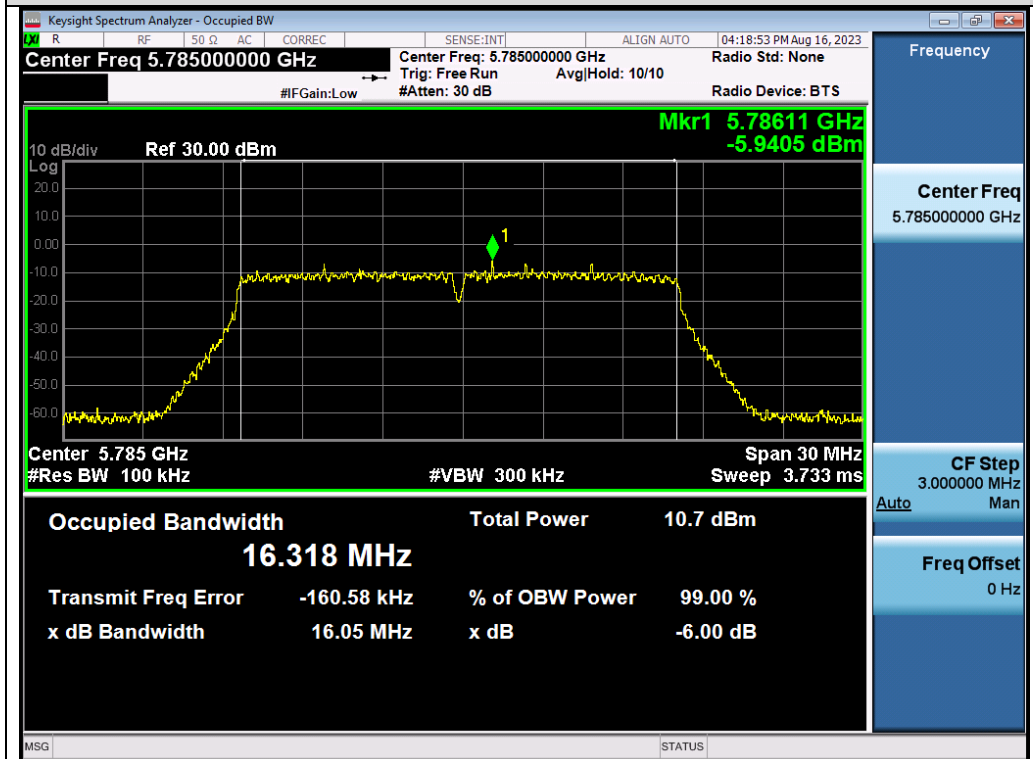 Keysight Spectrum Analyzer - Occupied BW
LXI R RF 50 Ω AC CORREC SENSE:INT ALIGN AUTO 04:18:53 PM Aug 16, 2023
Center Freq 5.785000000 GHz
Center Freq: 5.785000000 GHz
Radio Std: None
Trig: Free Run Avg|Hold: 10/10
#IFGain:Low
#Atten: 30 dB
Radio Device: BTS
Mkr1 5.78611 GHz
-5.9405 dBm
10 dB/div Ref 30.00 dBm
Log
20.0
10.0
0.00
-10.0
-20.0
-30.0
-40.0
-50.0
-60.0
1
Center 5.785 GHz Span 30 MHz
#Res BW 100 kHz #VBW 300 kHz Sweep 3.733 ms
Occupied Bandwidth Total Power 10.7 dBm
16.318 MHz
Transmit Freq Error -160.58 kHz % of OBW Power 99.00 %
x dB Bandwidth 16.05 MHz x dB -6.00 dB
MSG STATUS
Frequency
Center Freq
5.785000000 GHz
CF Step
3.000000 MHz
Auto Man
Freq Offset
0 Hz